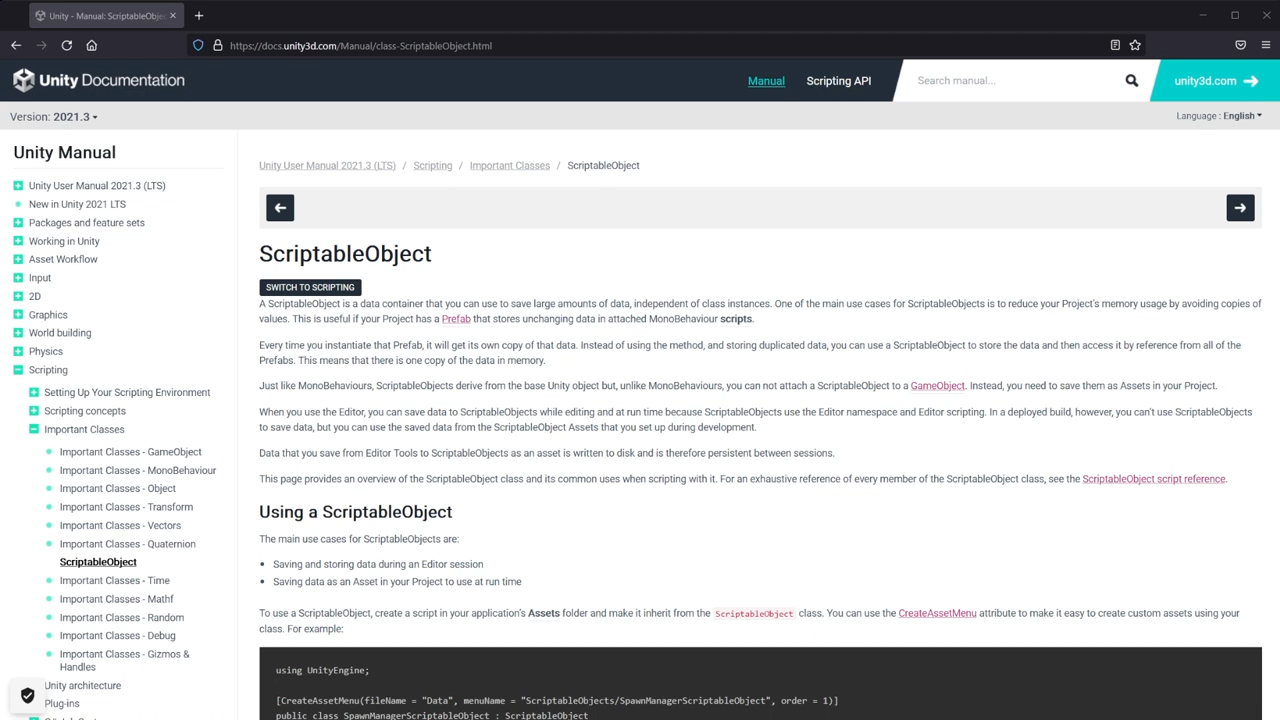 Unity - Manual: ScriptableObjec
https://docs.unity3d.com/Manual/class-ScriptableObject.html
Unity Documentation
Manual
Scripting API
Search manual...
unity3d.com
Version: 2021.3
Language : English
Unity Manual
Unity User Manual 2021.3 (LTS)
New in Unity 2021 LTS
Packages and feature sets
Working in Unity
Asset Workflow
Input
2D
Graphics
World building
Physics
Scripting
Setting Up Your Scripting Environment
Scripting concepts
Important Classes
Important Classes - GameObject
Important Classes - MonoBehaviour
Important Classes - Object
Important Classes - Transform
Important Classes - Vectors
Important Classes - Quaternion
ScriptableObject
Important Classes - Time
Important Classes - Mathf
Important Classes - Random
Important Classes - Debug
Important Classes - Gizmos &
Handles
Unity architecture
Plug-ins
Unity User Manual 2021.3 (LTS) / Scripting / Important Classes / ScriptableObject
ScriptableObject
SWITCH TO SCRIPTING
A ScriptableObject is a data container that you can use to save large amounts of data, independent of class instances. One of the main use cases for ScriptableObjects is to reduce your Project's memory usage by avoiding copies of
values. This is useful if your Project has a Prefab that stores unchanging data in attached MonoBehaviour scripts.
Every time you instantiate that Prefab, it will get its own copy of that data. Instead of using the method, and storing duplicated data, you can use a ScriptableObject to store the data and then access it by reference from all of the
Prefabs. This means that there is one copy of the data in memory.
Just like MonoBehaviours, ScriptableObjects derive from the base Unity object but, unlike MonoBehaviours, you can not attach a ScriptableObject to a GameObject. Instead, you need to save them as Assets in your Project.
When you use the Editor, you can save data to ScriptableObjects while editing and at run time because ScriptableObjects use the Editor namespace and Editor scripting. In a deployed build, however, you can't use ScriptableObjects
to save data, but you can use the saved data from the ScriptableObject Assets that you set up during development.
Data that you save from Editor Tools to ScriptableObjects as an asset is written to disk and is therefore persistent between sessions.
This page provides an overview of the ScriptableObject class and its common uses when scripting with it. For an exhaustive reference of every member of the ScriptableObject class, see the ScriptableObject script reference.
Using a ScriptableObject
The main use cases for ScriptableObjects are:
Saving and storing data during an Editor session
Saving data as an Asset in your Project to use at run time
To use a ScriptableObject, create a script in your application's Assets folder and make it inherit from the ScriptableObject class. You can use the CreateAssetMenu attribute to make it easy to create custom assets using your
class. For example:
using UnityEngine;
[CreateAssetMenu(fileName = "Data", menuName = "ScriptableObjects/SpawnManagerScriptableObject", order = 1)]
public class SpawnManagerScriptableObject : ScriptableObject